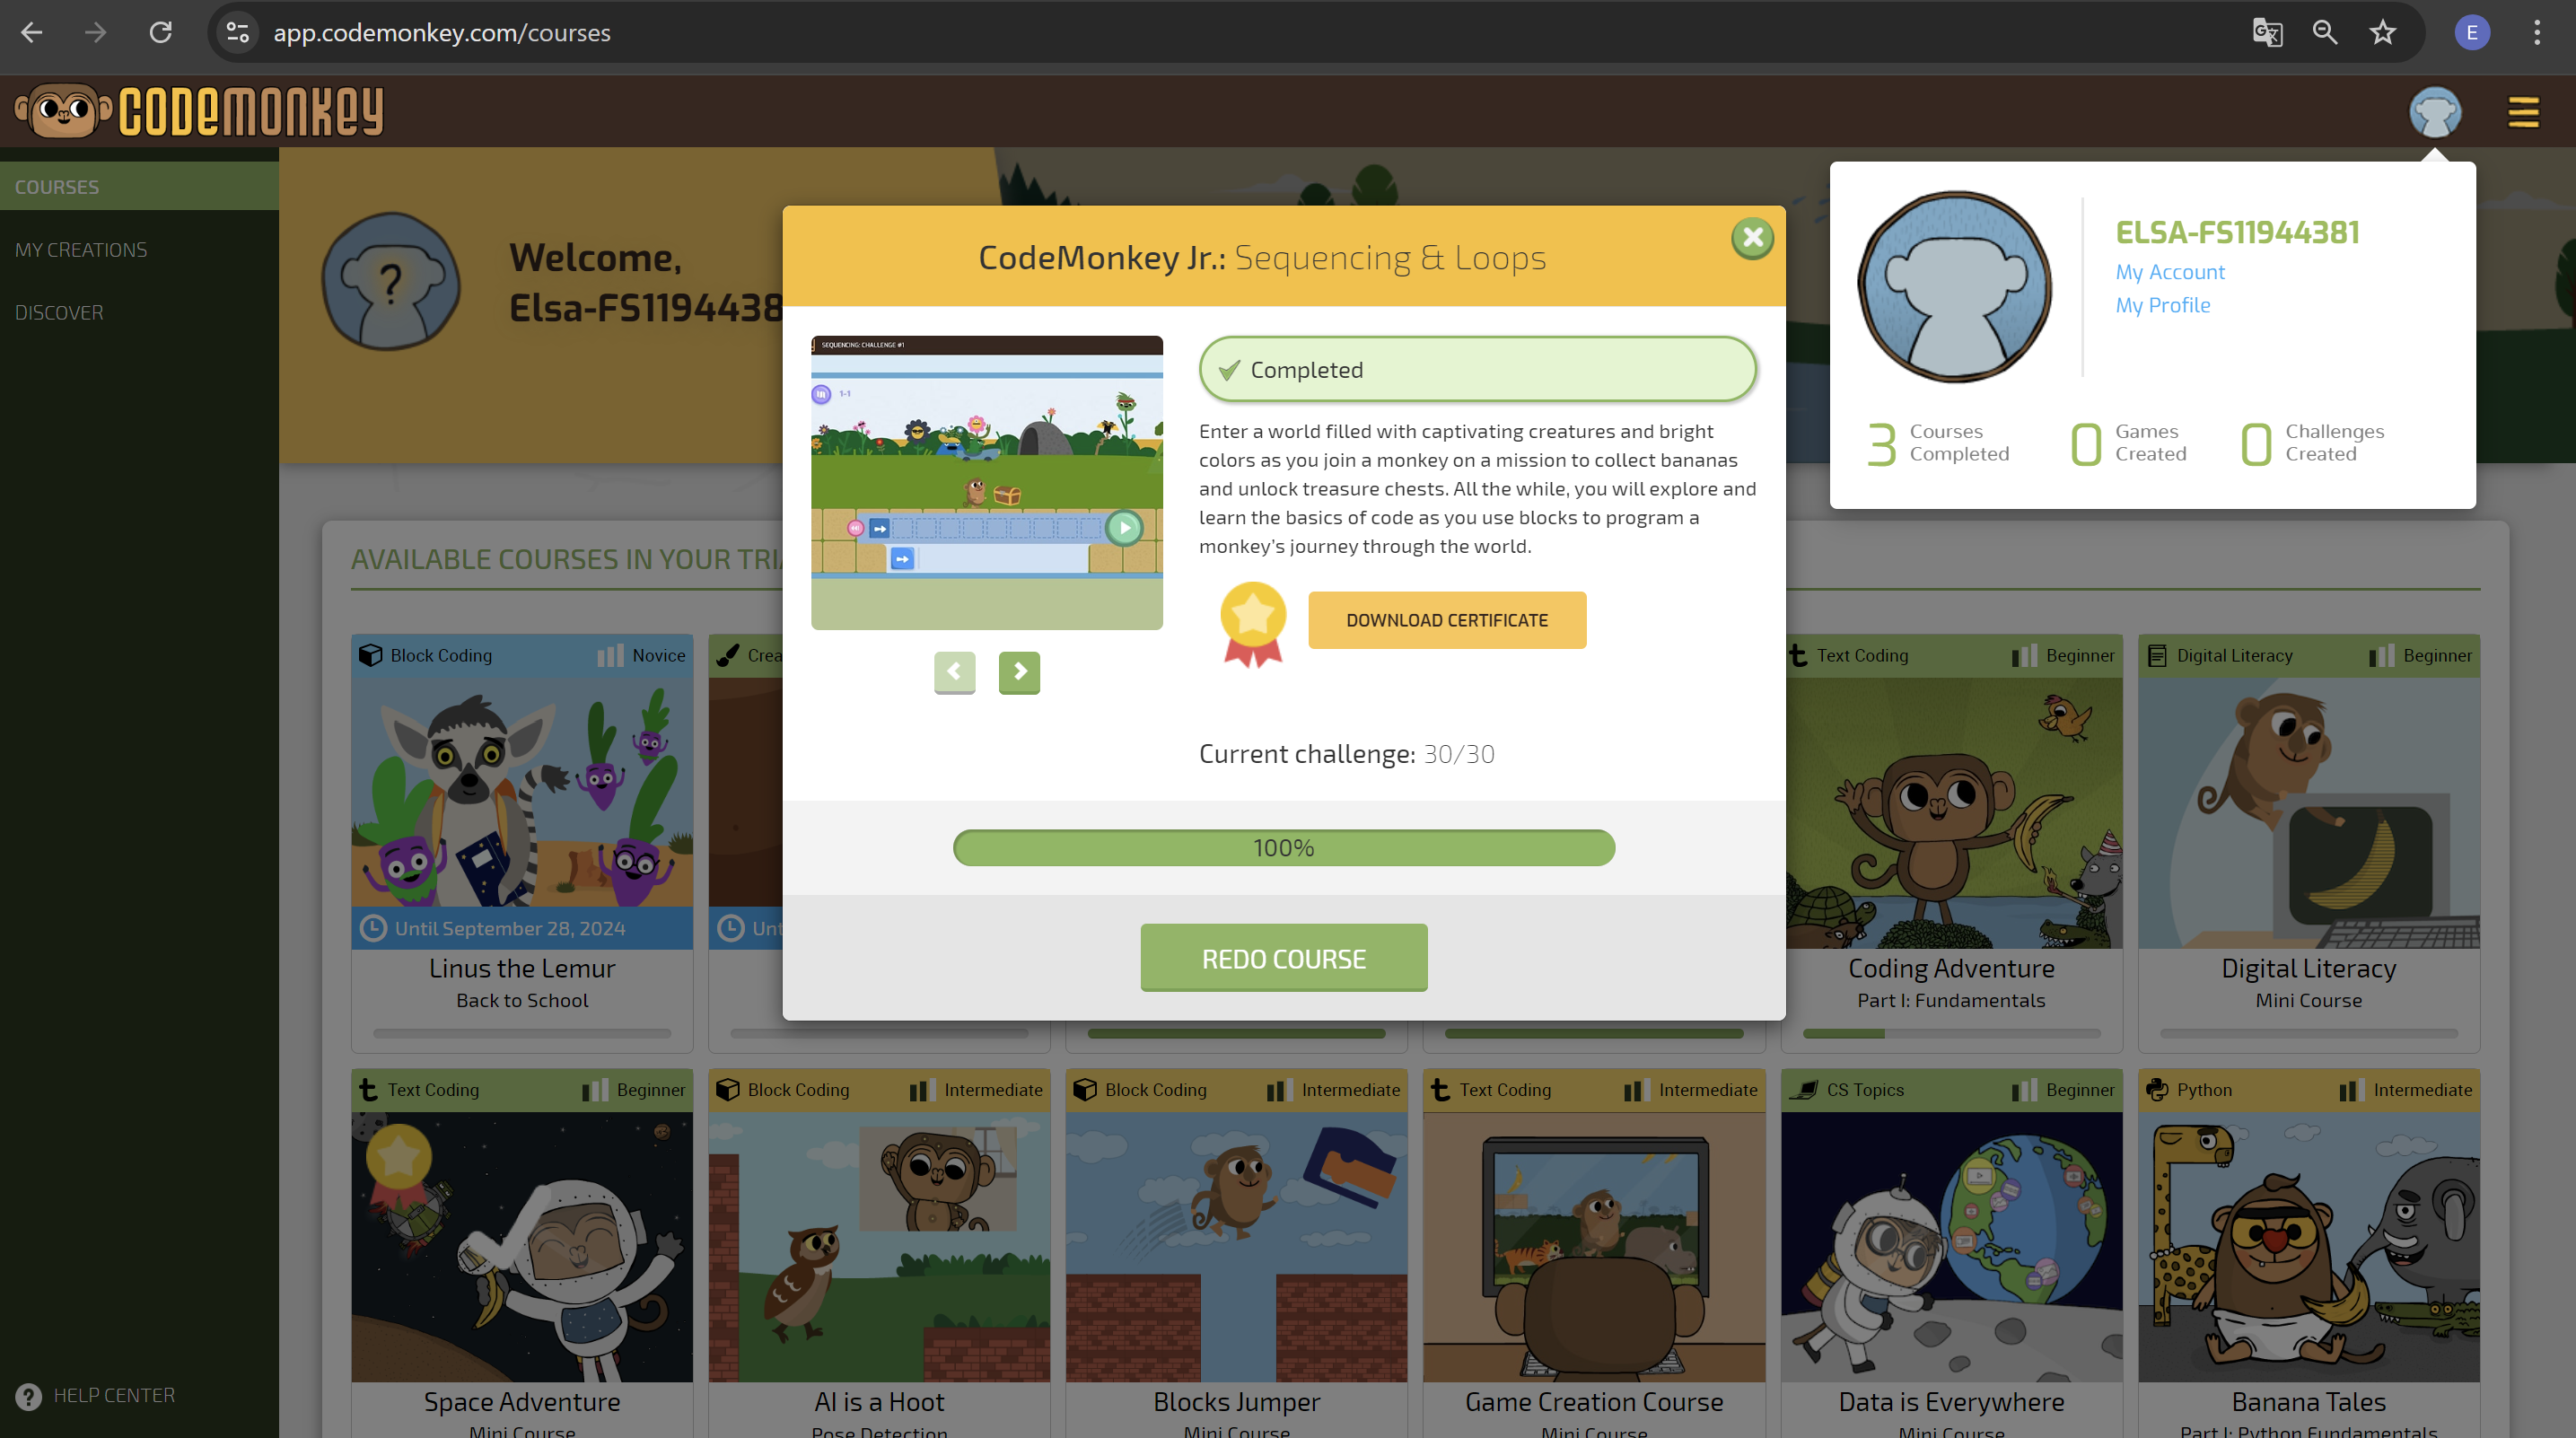 app.codemonkey.com/courses
CODEMONKEY
COURSES
MY CREATIONS
DISCOVER
HELP CENTER
?
Welcome,
Elsa-FS1194438
ELSA-FS11944381
My Account
My Profile
3 Courses Completed
0 Games Created
0 Challenges Created
CodeMonkey Jr.: Sequencing & Loops
SEQUENCING: CHALLENGE #1
1-1
Completed
Enter a world filled with captivating creatures and bright
colors as you join a monkey on a mission to collect bananas
and unlock treasure chests. All the while, you will explore and
learn the basics of code as you use blocks to program a
monkey's journey through the world.
DOWNLOAD CERTIFICATE
Current challenge: 30/30
100%
REDO COURSE
AVAILABLE COURSES IN YOUR TRI
Block Coding Novice
Until September 28, 2024
Linus the Lemur
Back to School
Crea
Unt
Text Coding Beginner
Coding Adventure
Part I: Fundamentals
Digital Literacy Beginner
Digital Literacy
Mini Course
Text Coding Beginner
Space Adventure
Mini Course
Block Coding Intermediate
AI is a Hoot
Pose Detection
Block Coding Intermediate
Blocks Jumper
Mini Course
Text Coding Intermediate
Game Creation Course
Mini Course
CS Topics Beginner
Data is Everywhere
Mini Course
Python Intermediate
Banana Tales
Part I: Python Fundamentals
E